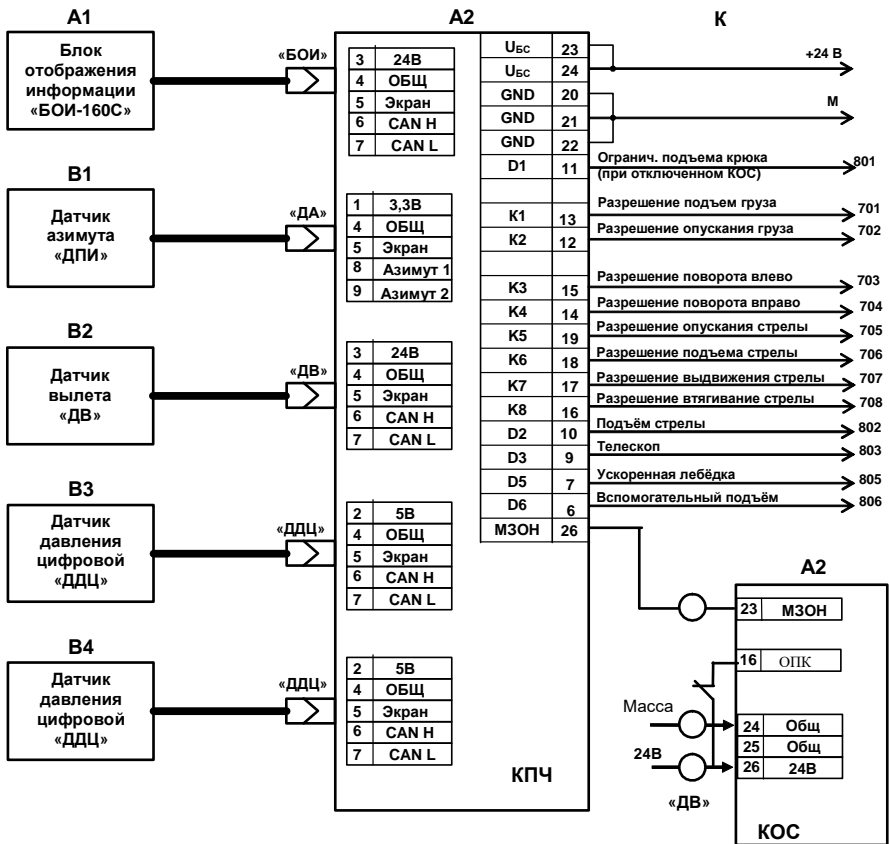 А1
Блок
отображения
информации
«БОИ-160С»
«БОИ»
В1
Датчик
азимута
«ДПИ»
«ДА»
В2
Датчик
вылета
«ДВ»
«ДВ»
В3
Датчик
давления
цифровой
«ДДЦ»
«ДДЦ»
В4
Датчик
давления
цифровой
«ДДЦ»
«ДДЦ»
А2
3 24В
4 ОБЩ
5 Экран
6 CAN H
7 CAN L
1 3,3В
4 ОБЩ
5 Экран
8 Азимут 1
9 Азимут 2
3 24В
4 ОБЩ
5 Экран
6 CAN H
7 CAN L
2 5В
4 ОБЩ
5 Экран
6 CAN H
7 CAN L
2 5В
4 ОБЩ
5 Экран
6 CAN H
7 CAN L
КПЧ
К
UБС 23
UБС 24
+24 В
GND 20
GND 21
GND 22
М
D1 11 Огранич. подъема крюка 801
(при отключенном КОС)
К1 13 Разрешение подъем груза 701
К2 12 Разрешение опускания груза 702
K3 15 Разрешение поворота влево 703
K4 14 Разрешение поворота вправо 704
K5 19 Разрешение опускания стрелы 705
K6 18 Разрешение подъема стрелы 706
K7 17 Разрешение выдвижения стрелы 707
K8 16 Разрешение втягивание стрелы 708
D2 10 Подъём стрелы 802
D3 9 Телескоп 803
D5 7 Ускоренная лебёдка 805
D6 6 Вспомогательный подъём 806
МЗОН 26
А2
23 МЗОН
16 ОПК
Масса
24 Общ
25 Общ
24В
26 24В
«ДВ»
КОС